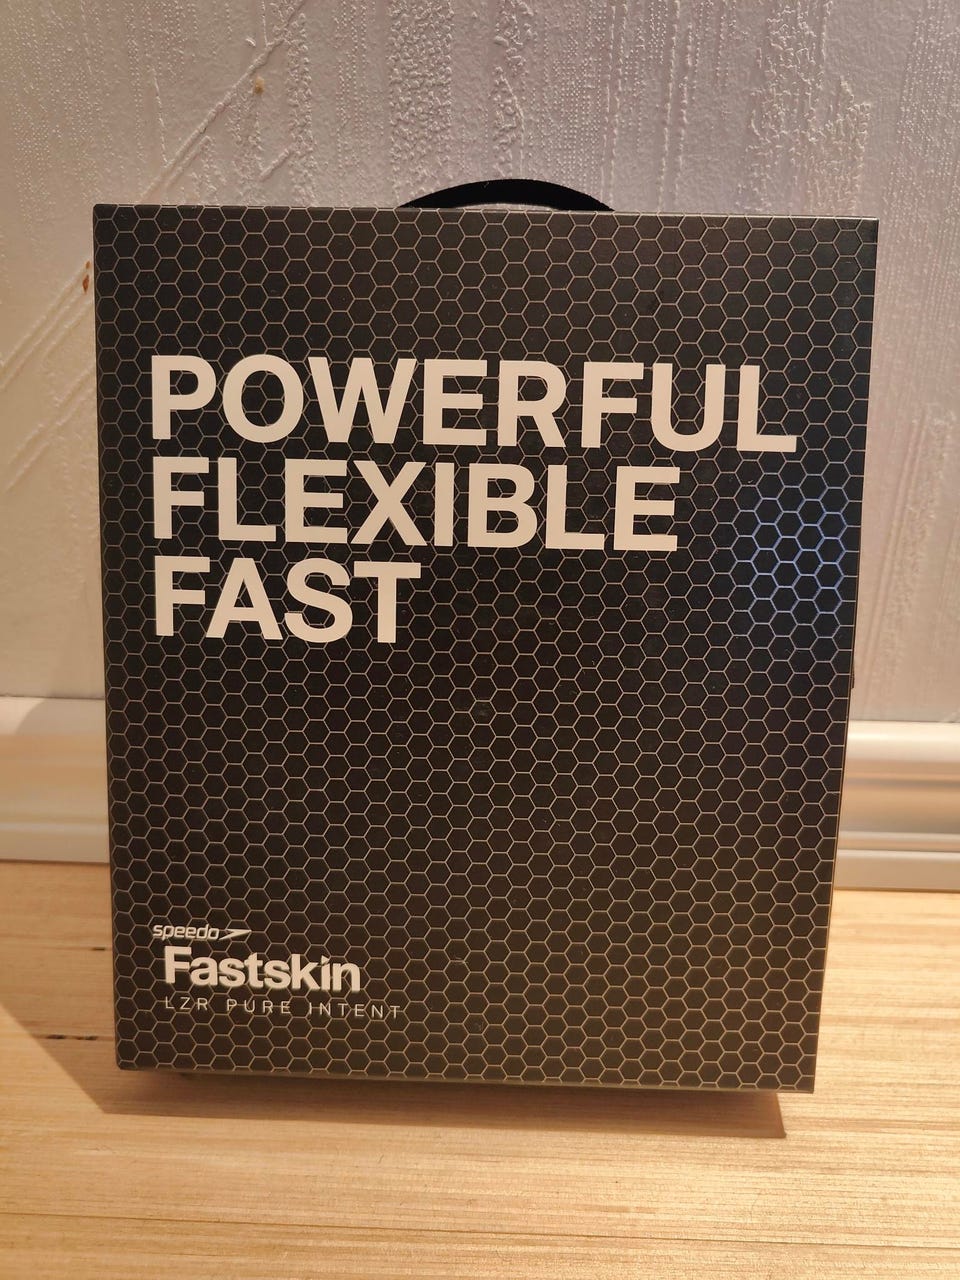 POWERFUL
FLEXIBLE
FAST
speedo
Fastskin
LZR PURE INTENT